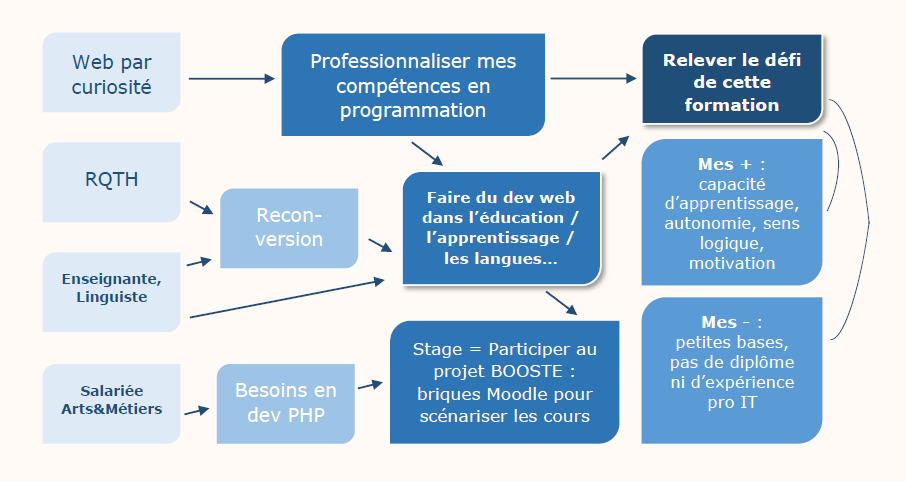 Web par
curiosité
Professionnaliser mes
compétences en
programmation
Relever le défi
de cette
formation
RQTH
Recon-
version
Enseignante,
Linguiste
Faire du dev web
dans l’éducation /
l’apprentissage /
les langues…
Mes + :
capacité
d’apprentissage,
autonomie, sens
logique,
motivation
Salariée
Arts&Métiers
Besoins en
dev PHP
Stage = Participer au
projet BOOSTE :
briques Moodle pour
scénariser les cours
Mes – :
petites bases,
pas de diplôme
ni d’expérience
pro IT